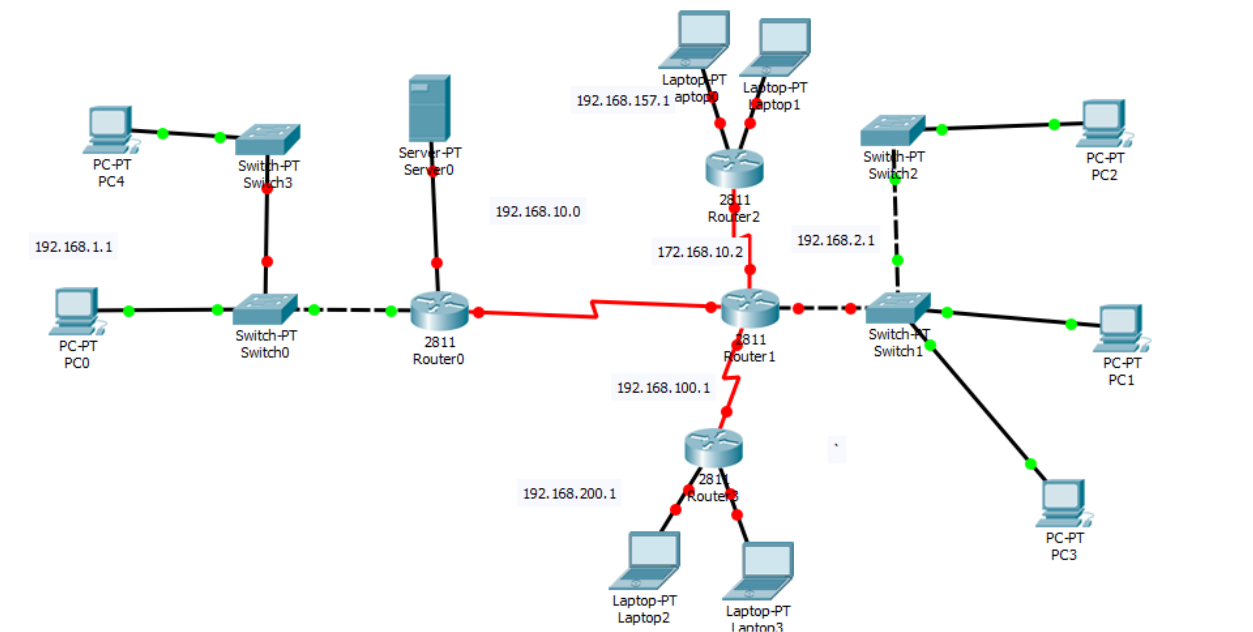 Laptop-PT
aptop0
Laptop-PT
Laptop1
192.168.157.1
PC-PT
PC4
Switch-PT
Switch3
Server-PT
Server0
Switch-PT
Switch2
PC-PT
PC2
2811
Router2
192.168.10.0
192.168.1.1
172.168.10.2
192.168.2.1
PC-PT
PC0
Switch-PT
Switch0
2811
Router0
2811
Router1
Switch-PT
Switch1
PC-PT
PC1
192.168.100.1
`
2811
Router3
192.168.200.1
PC-PT
PC3
Laptop-PT
Laptop2
Laptop-PT
Laptop3